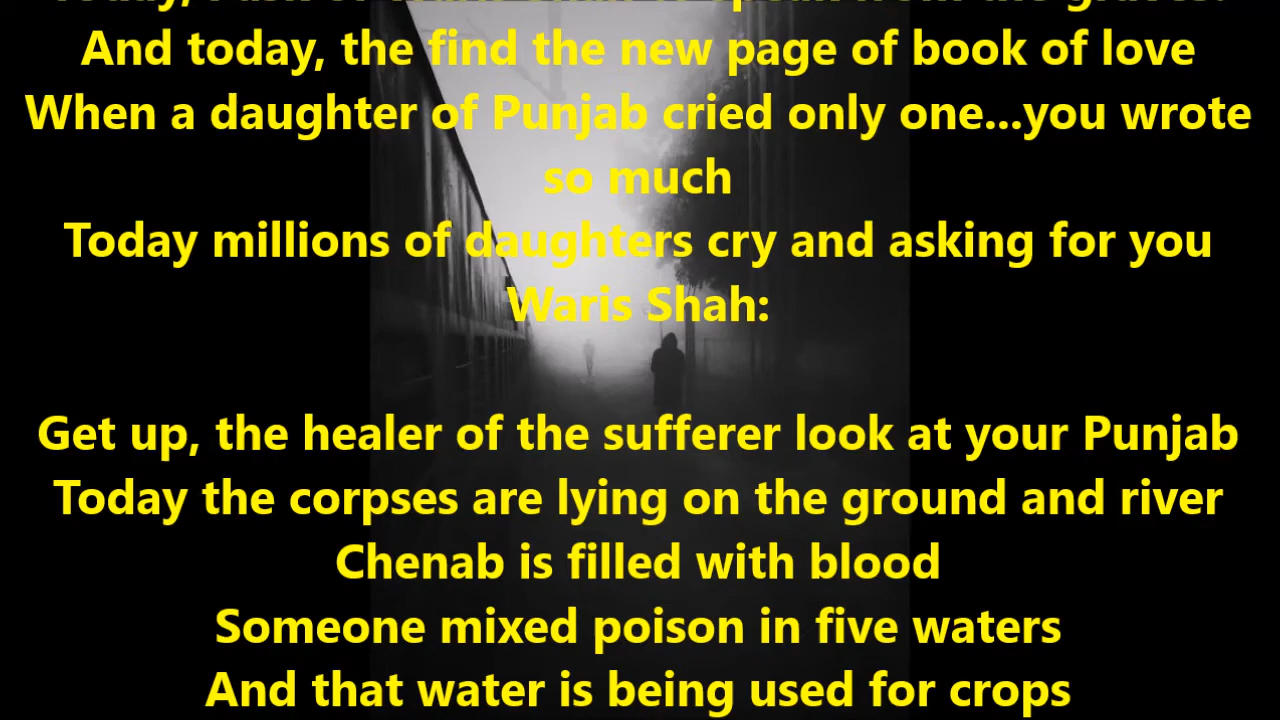 And today, the find the new page of book of love
When a daughter of Punjab cried only one...you wrote
so much
Today millions of daughters cry and asking for you
Waris Shah:
Get up, the healer of the sufferer look at your Punjab
Today the corpses are lying on the ground and river
Chenab is filled with blood
Someone mixed poison in five waters
And that water is being used for crops